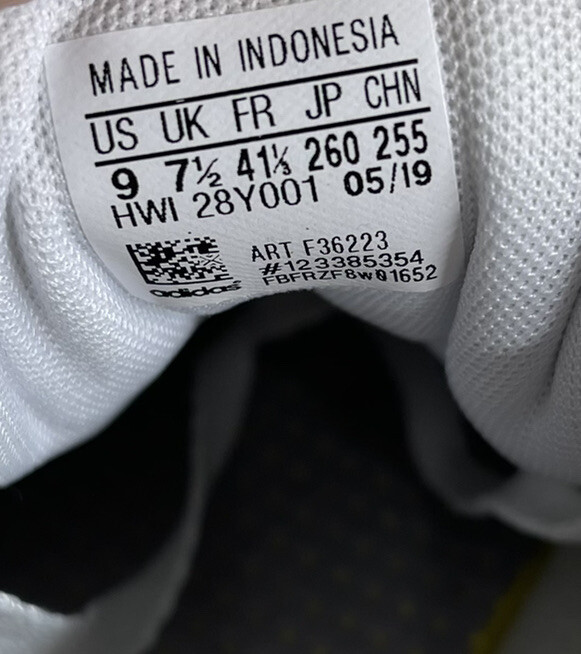 MADE IN INDONESIA
US UK FR JP CHN
9 7½ 41⅓ 260 255
HWI 28Y001 05/19
ART F36223
#123385354
FBFRZF8W01652
adidas